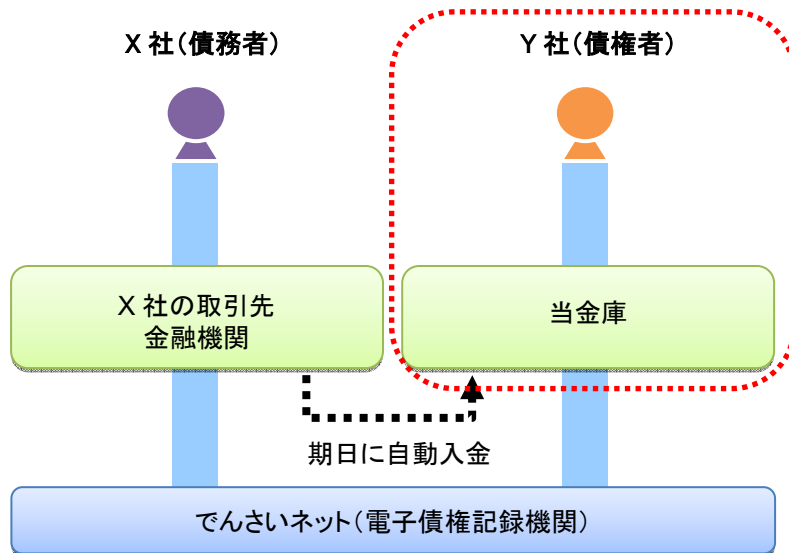 X 社(債務者)
Y 社(債権者)
X 社の取引先
金融機関
当金庫
期日に自動入金
でんさいネット(電子債権記録機関)